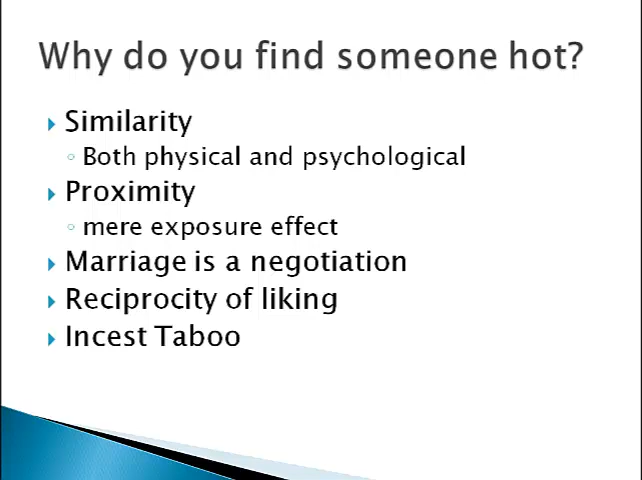 Why do you find someone hot?
Similarity
Both physical and psychological
Proximity
mere exposure effect
Marriage is a negotiation
Reciprocity of liking
Incest Taboo